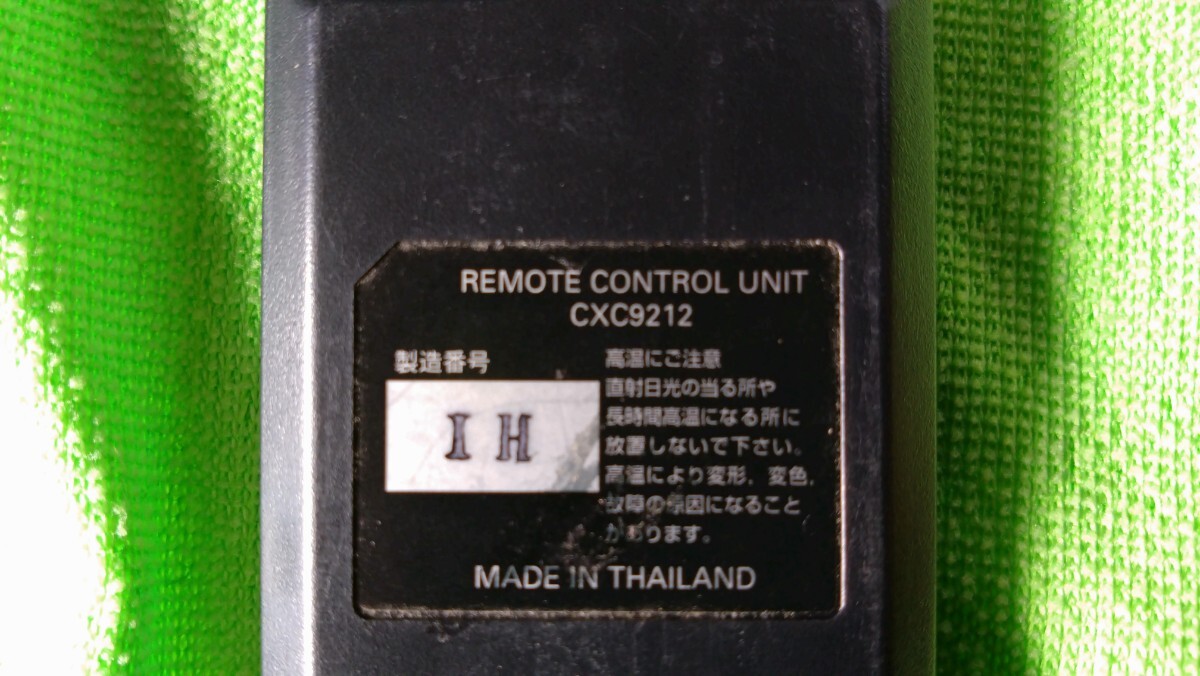 REMOTE CONTROL UNIT
CXC9212
製造番号
I H
高温にご注意
直射日光の当る所や
長時間高温になる所に
放置しないで下さい。
高温により変形，変色，
故障の原因になること
があります。
MADE IN THAILAND